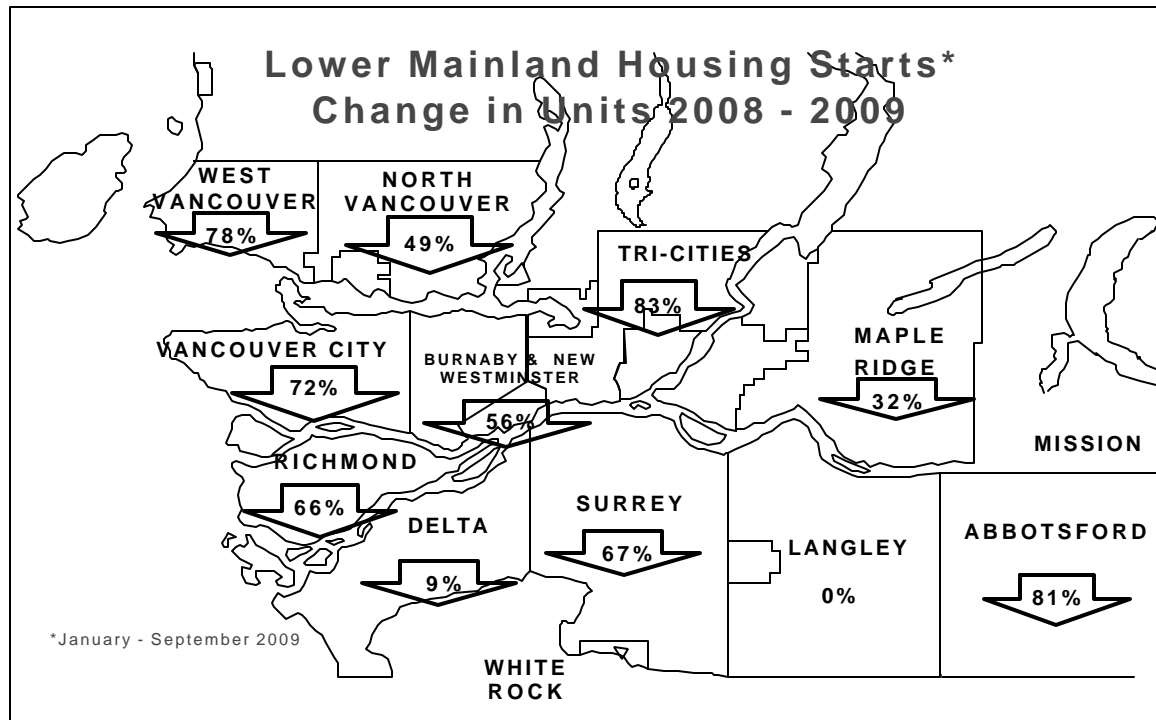 Lower Mainland Housing Starts*
Change in Units 2008 - 2009
WEST
VANCOUVER
78%
NORTH
VANCOUVER
49%
TRI-CITIES
83%
VANCOUVER CITY
72%
BURNABY & NEW
WESTMINSTER
56%
MAPLE
RIDGE
32%
MISSION
RICHMOND
66%
DELTA
9%
SURREY
67%
LANGLEY
0%
ABBOTSFORD
81%
*January - September 2009
WHITE
ROCK